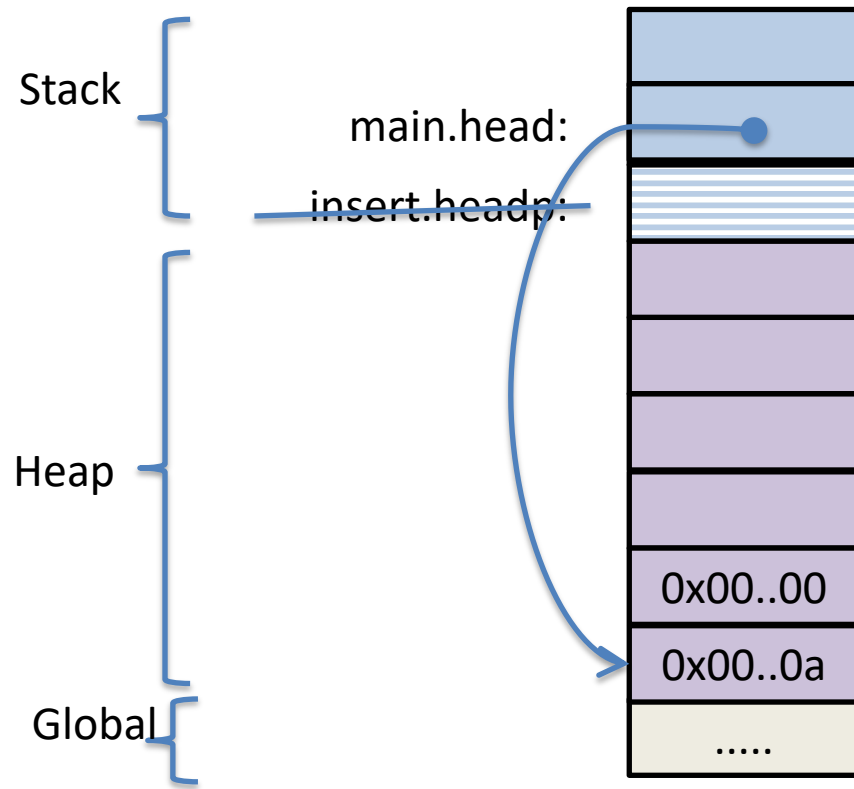 Stack
main.head:
insert.headp:
Heap
0x00..00
0x00..0a
Global
.....